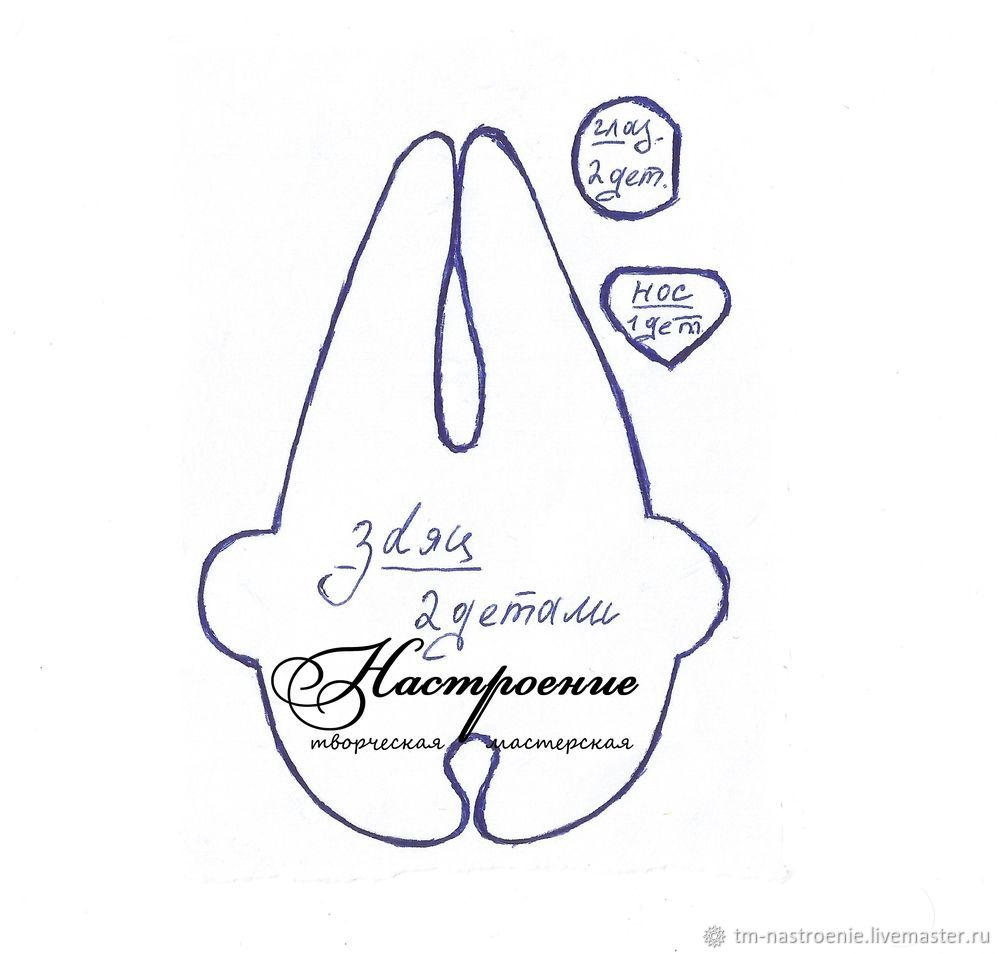 глаз.
2 дет.
нос
1 дет.
заяц
2 детали
Настроение
творческая мастерская
tm-nastroenie.livemaster.ru